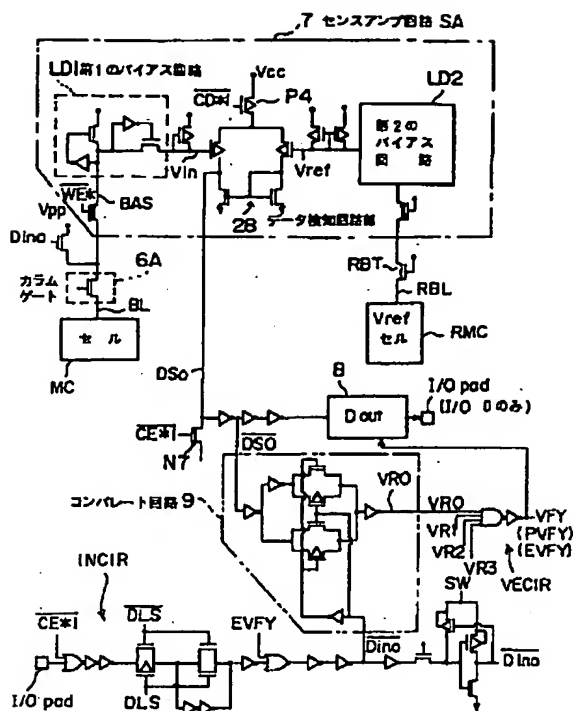 7 センスアンプ回路 SA
LD1 第1のバイアス回路
Vcc
LD2
CD*1
P4
第2の
バイアス
回路
Vin
Vref
WE*
BAS
Vpp
28 データ検知回路部
Dino
6A
カラム
ゲート
BL
セル
MC
RBT
RBL
Vref
セル
RMC
DSo
8
I/O pad
(I/O 0のみ)
Dout
CE*1
N7
DSO
コンパレート回路 9
VRO
VRO
VR1
VR2
VR3
VFY
(PVFY)
(EVFY)
VECIR
INCIR
SW
CE*1
DLS
EVFY
Dino
Dino
I/O pad
DLS